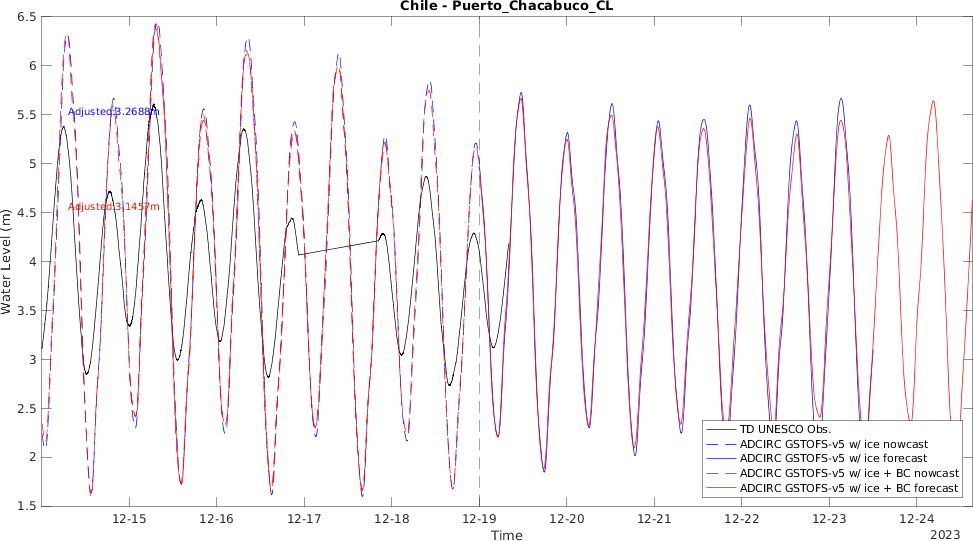 Chile - Puerto_Chacabuco_CL
6.5
6
5.5
5
4.5
4
3.5
3
2.5
2
1.5
Water Level (m)
Adjusted:3.2688m
Adjusted:3.1457m
12-15
12-16
12-17
12-18
12-19
12-20
12-21
12-22
12-23
12-24
Time
2023
TD UNESCO Obs.
ADCIRC GSTOFS-v5 w/ ice nowcast
ADCIRC GSTOFS-v5 w/ ice forecast
ADCIRC GSTOFS-v5 w/ ice + BC nowcast
ADCIRC GSTOFS-v5 w/ ice + BC forecast